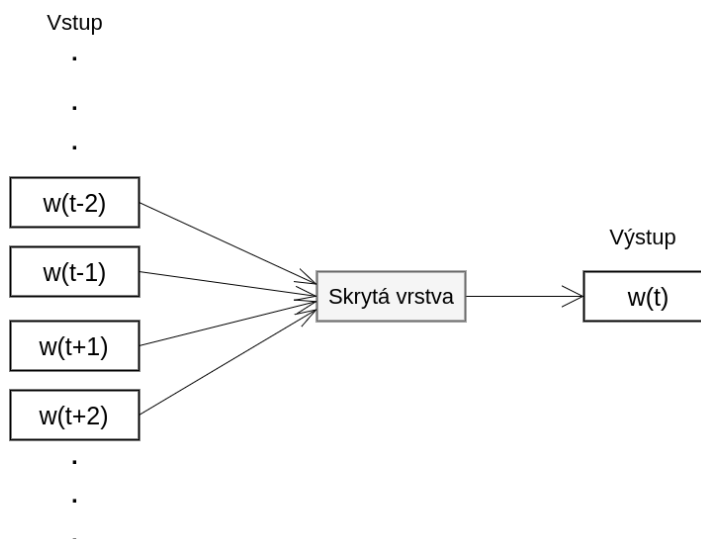 Vstup
w(t-2)
w(t-1)
w(t+1)
w(t+2)
Skrytá vrstva
Výstup
w(t)